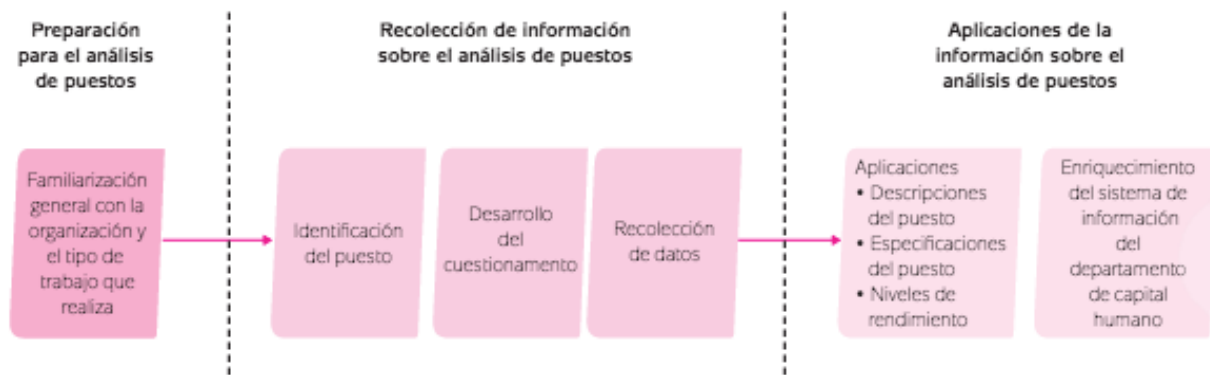 Preparación
para el análisis
de puestos
Recolección de información
sobre el análisis de puestos
Aplicaciones de la
información sobre el
análisis de puestos
Familiarización
general con la
organización y
el tipo de
trabajo que
realiza
Identificación
del puesto
Desarrollo
del
cuestionamento
Recolección
de datos
Aplicaciones
• Descripciones
del puesto
• Especificaciones
del puesto
• Niveles de
rendimiento
Enriquecimiento
del sistema de
información
del
departamento
de capital
humano